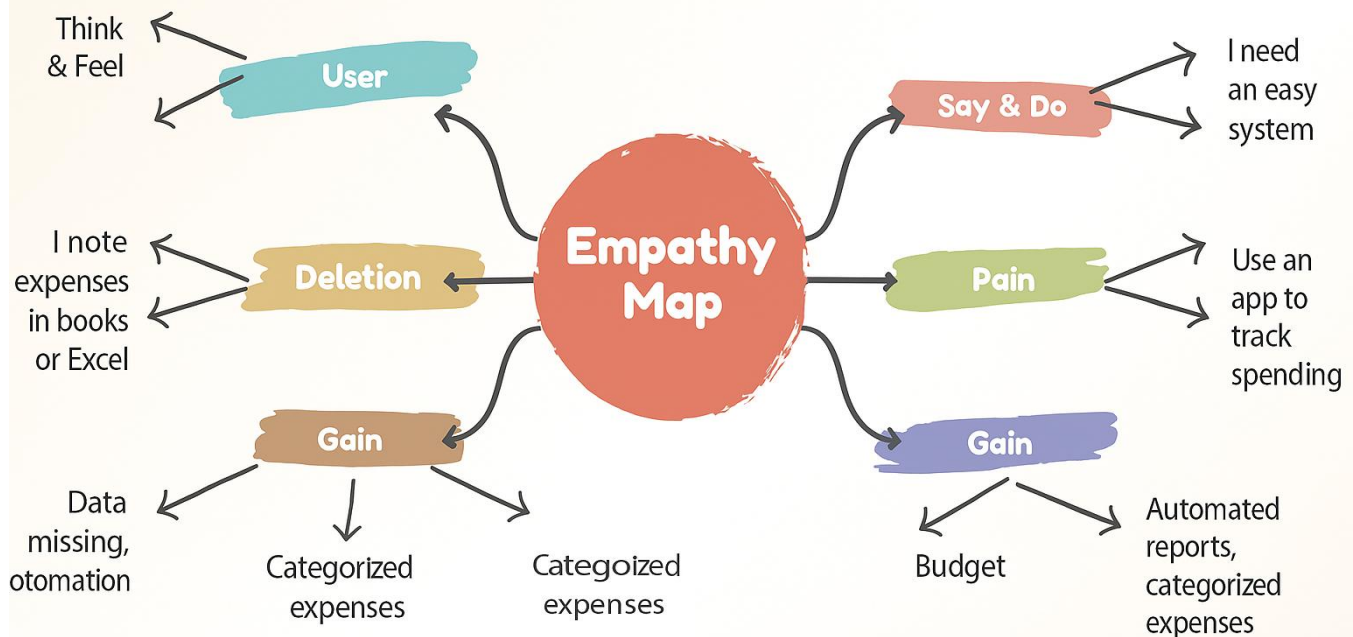 Think
& Feel
User
Say & Do
I need
an easy
system
Empathy
Map
I note
expenses
in books
or Excel
Deletion
Pain
Use an
app to
track
spending
Gain
Gain
Data
missing,
otomation
Categorized
expenses
Categoized
expenses
Budget
Automated
reports,
categorized
expenses